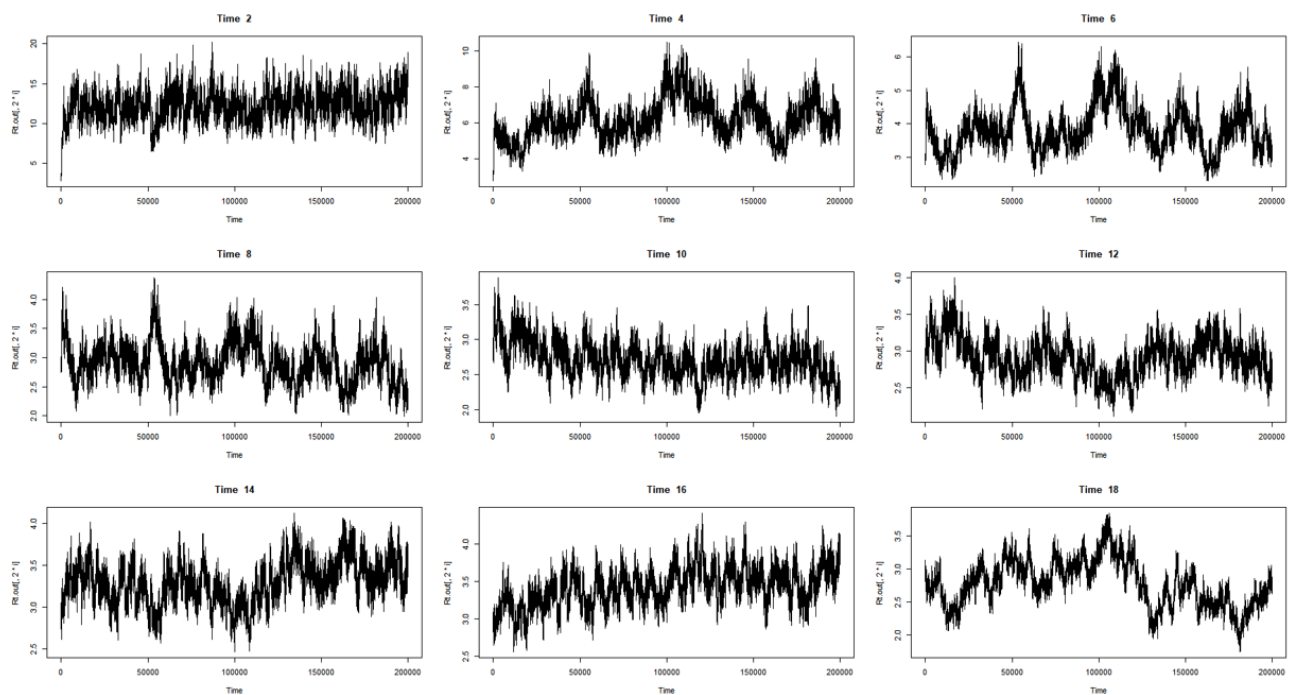 Time 2
Time 4
Time 6
Rt.out[, 2 * i]
5 10 15 20
0 50000 100000 150000 200000
Time
Rt.out[, 2 * i]
4 6 8 10
0 50000 100000 150000 200000
Time
Rt.out[, 2 * i]
3 4 5 6
0 50000 100000 150000 200000
Time
Time 8
Time 10
Time 12
Rt.out[, 2 * i]
2.0 2.5 3.0 3.5 4.0
0 50000 100000 150000 200000
Time
Rt.out[, 2 * i]
2.0 2.5 3.0 3.5
0 50000 100000 150000 200000
Time
Rt.out[, 2 * i]
2.5 3.0 3.5 4.0
0 50000 100000 150000 200000
Time
Time 14
Time 16
Time 18
Rt.out[, 2 * i]
2.5 3.0 3.5 4.0
0 50000 100000 150000 200000
Time
Rt.out[, 2 * i]
2.5 3.0 3.5 4.0
0 50000 100000 150000 200000
Time
Rt.out[, 2 * i]
2.0 2.5 3.0 3.5
0 50000 100000 150000 200000
Time